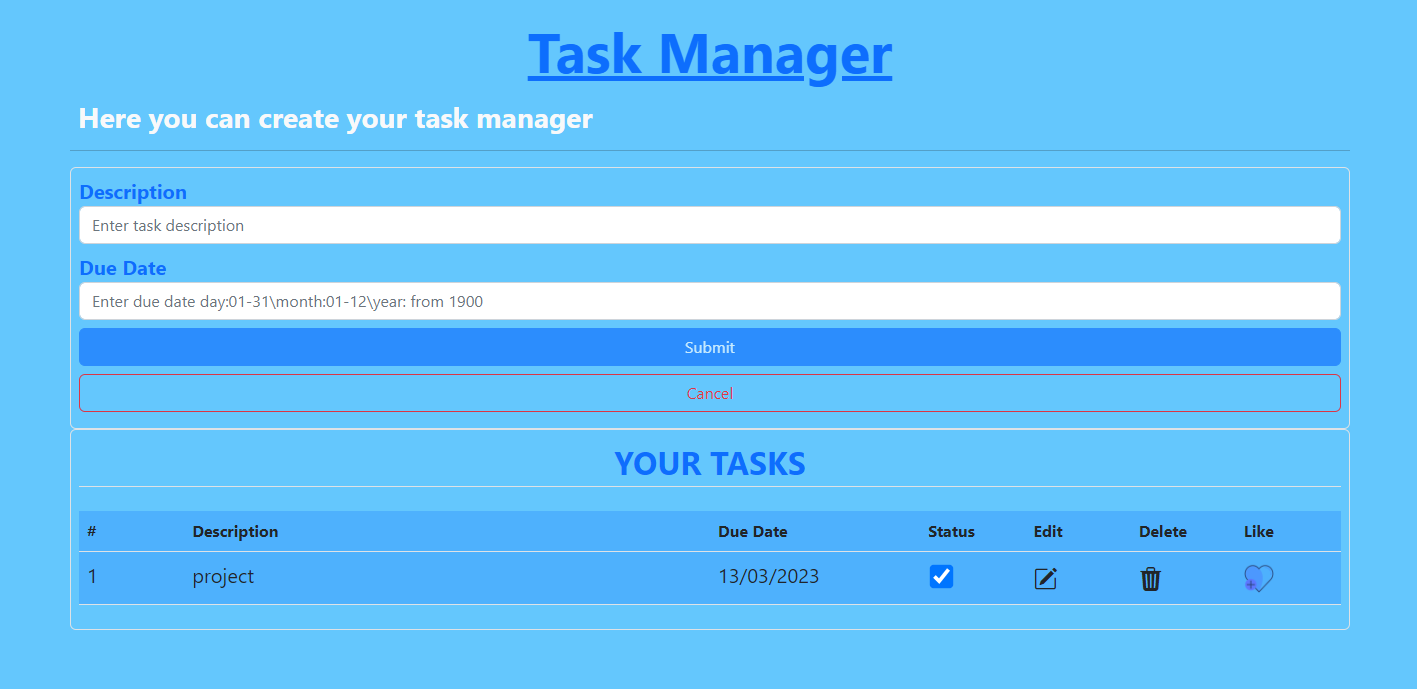 Task Manager
Here you can create your task manager
Description
Enter task description
Due Date
Enter due date day:01-31\month:01-12\year: from 1900
Submit
Cancel
YOUR TASKS
# Description Due Date Status Edit Delete Like
1 project 13/03/2023